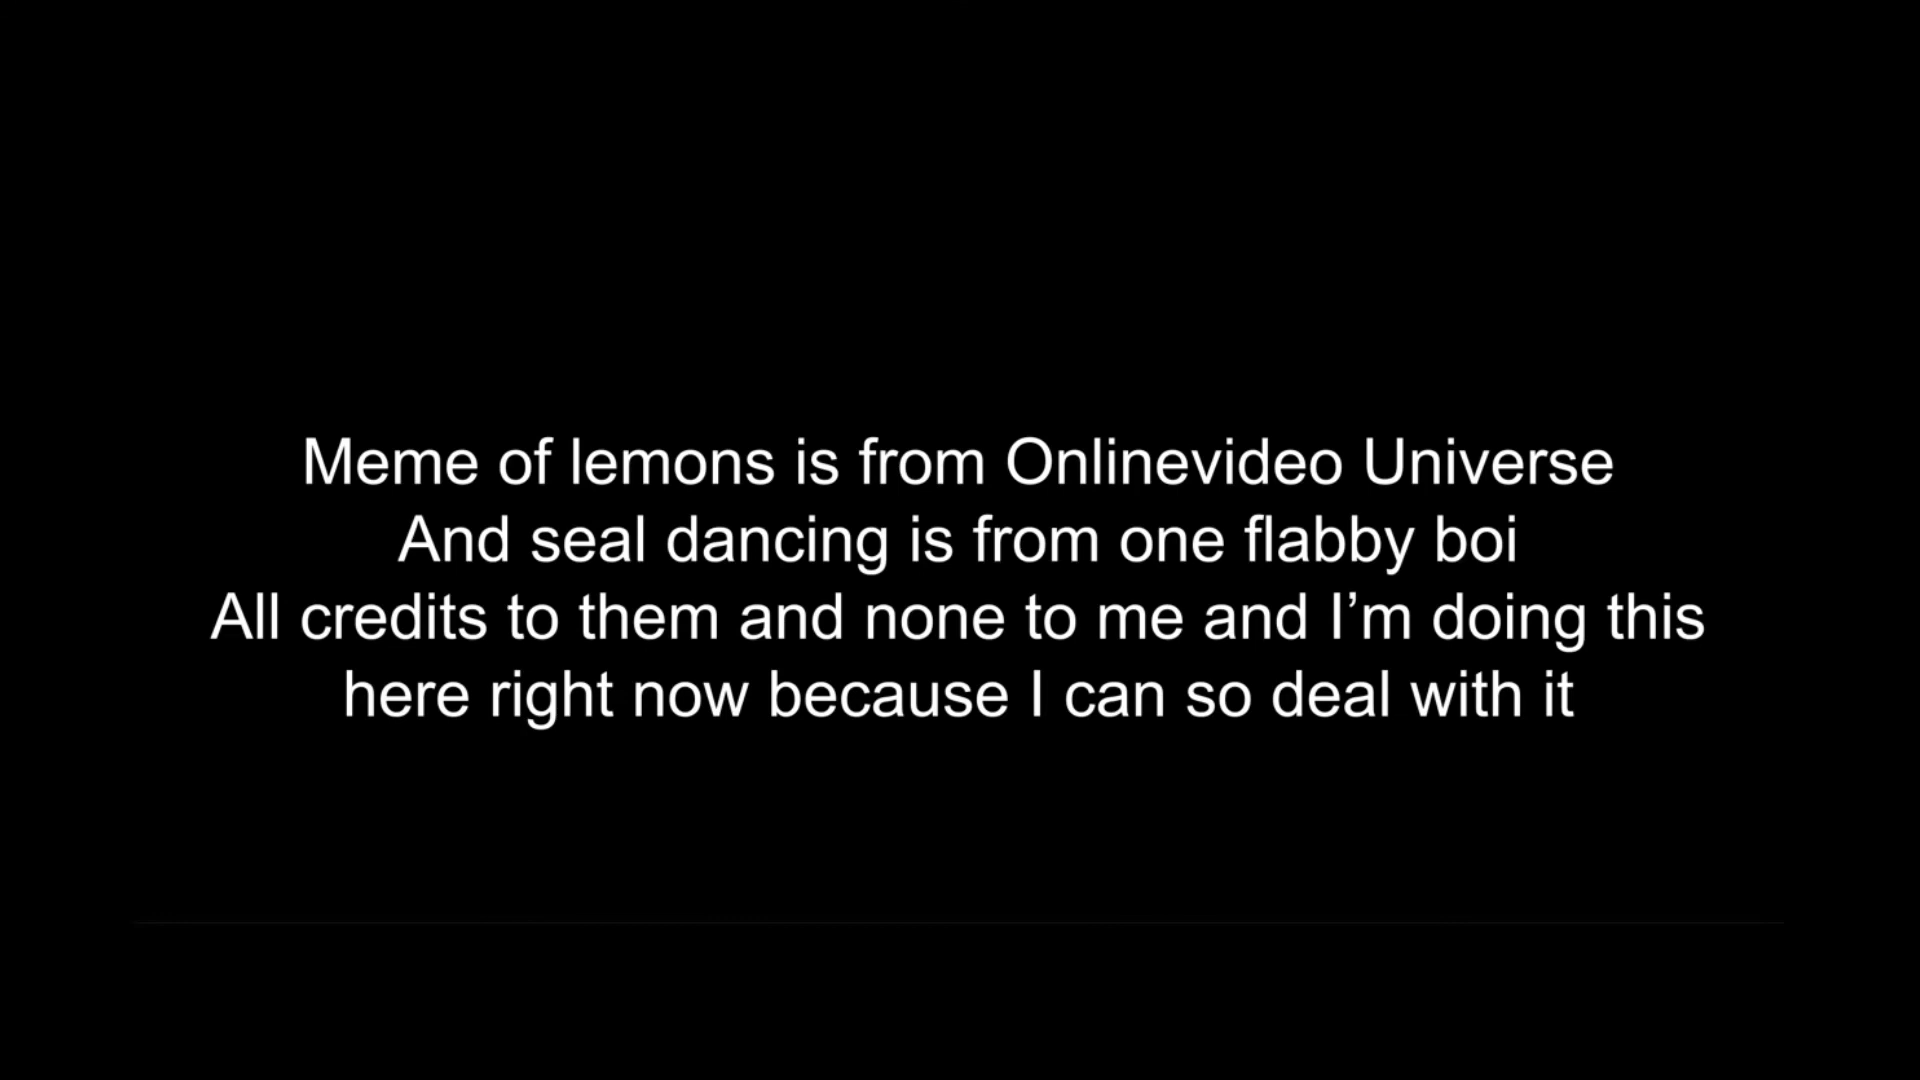 Meme of lemons is from Onlinevideo Universe
And seal dancing is from one flabby boi
All credits to them and none to me and I’m doing this
here right now because I can so deal with it